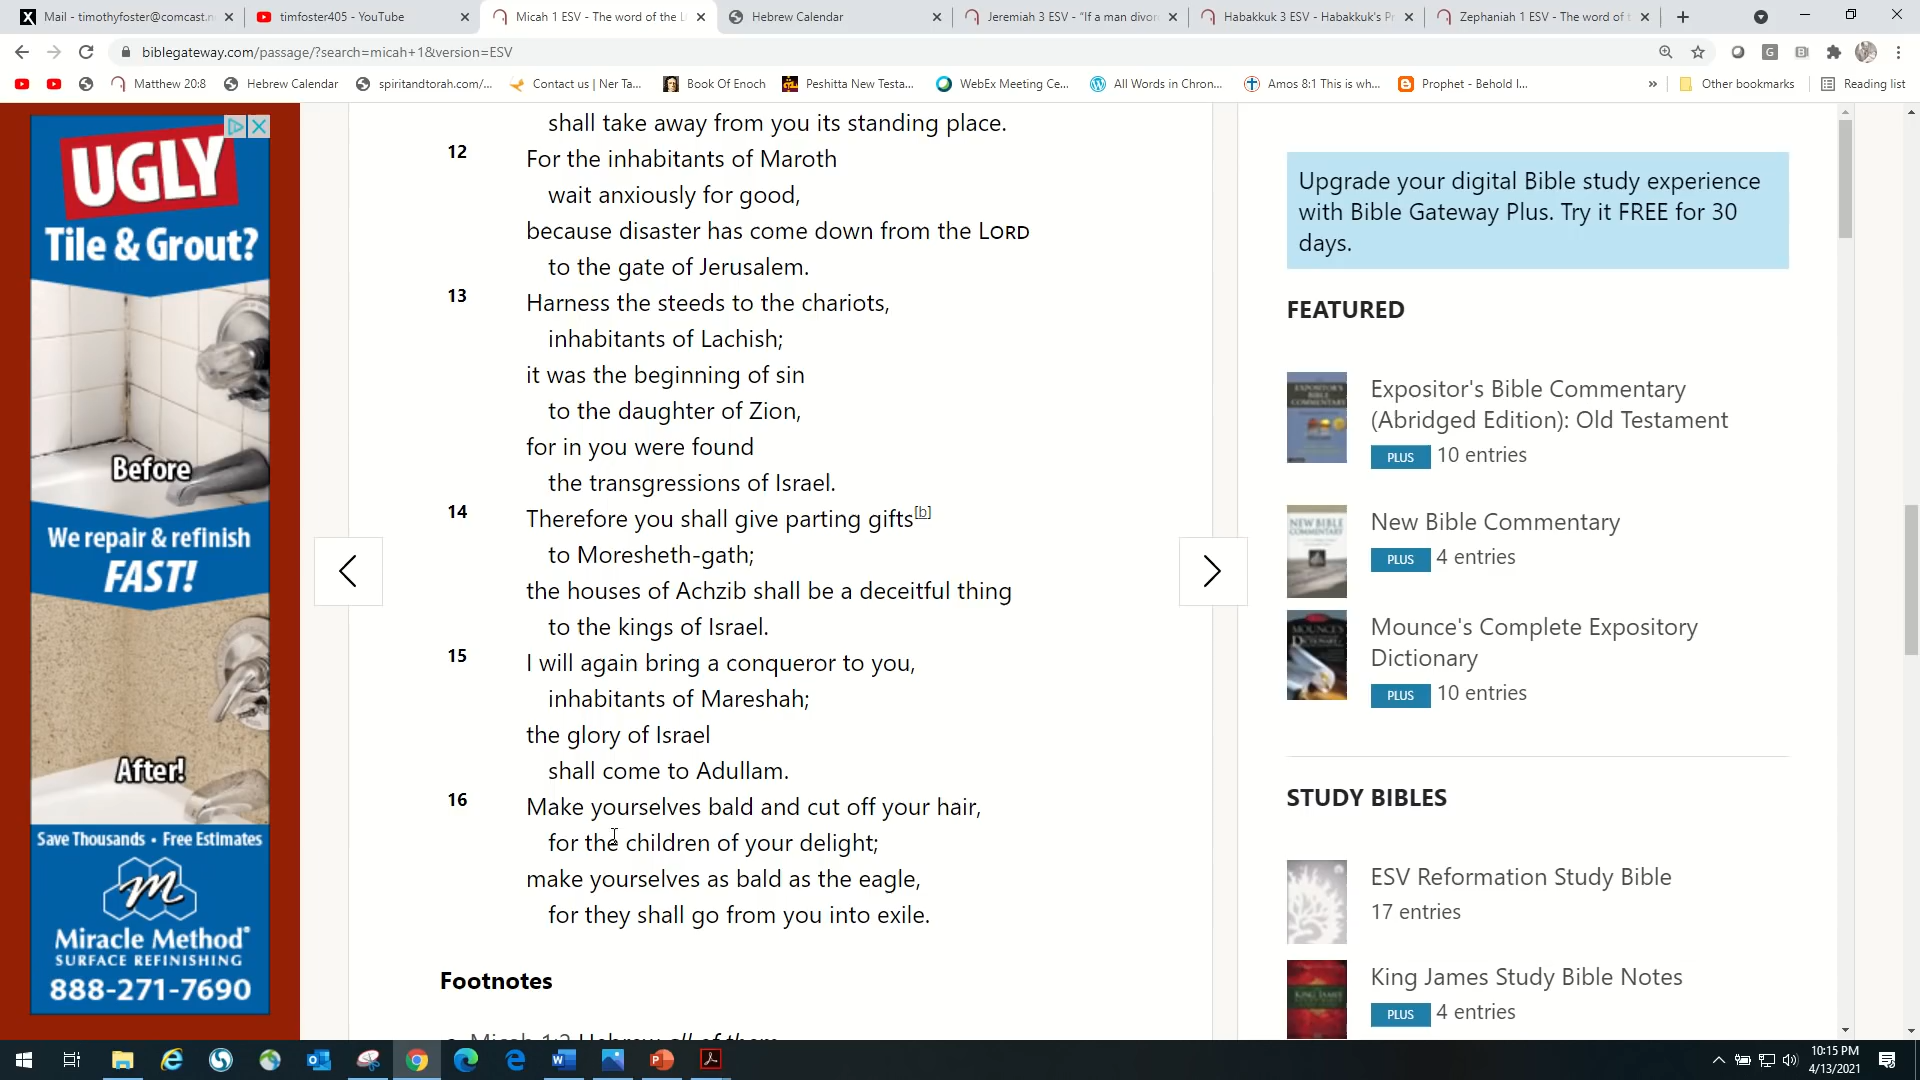 Mail - timothyfoster@comcast.n
timfoster405 - YouTube
Micah 1 ESV - The word of the L
Hebrew Calendar
Jeremiah 3 ESV - “If a man divor
Habakkuk 3 ESV - Habakkuk's Pr
Zephaniah 1 ESV - The word of t
biblegateway.com/passage/?search=micah+1&version=ESV
Matthew 20:8
Hebrew Calendar
spiritandtorah.com/...
Contact us | Ner Ta...
Book Of Enoch
Peshitta New Testa...
WebEx Meeting Ce...
All Words in Chron...
Amos 8:1 This is wh...
Prophet - Behold I...
Other bookmarks
Reading list
UGLY
Tile & Grout?
Before
We repair & refinish
FAST!
After!
Save Thousands • Free Estimates
Miracle Method®
SURFACE REFINISHING
888-271-7690
shall take away from you its standing place.
12 For the inhabitants of Maroth
wait anxiously for good,
because disaster has come down from the LORD
to the gate of Jerusalem.
13 Harness the steeds to the chariots,
inhabitants of Lachish;
it was the beginning of sin
to the daughter of Zion,
for in you were found
the transgressions of Israel.
14 Therefore you shall give parting gifts[b]
to Moresheth-gath;
the houses of Achzib shall be a deceitful thing
to the kings of Israel.
15 I will again bring a conqueror to you,
inhabitants of Mareshah;
the glory of Israel
shall come to Adullam.
16 Make yourselves bald and cut off your hair,
for the children of your delight;
make yourselves as bald as the eagle,
for they shall go from you into exile.
Footnotes
a. Micah 1:2 Hebrew all of them
Upgrade your digital Bible study experience
with Bible Gateway Plus. Try it FREE for 30
days.
FEATURED
Expositor's Bible Commentary
(Abridged Edition): Old Testament
PLUS 10 entries
New Bible Commentary
PLUS 4 entries
Mounce's Complete Expository
Dictionary
PLUS 10 entries
STUDY BIBLES
ESV Reformation Study Bible
17 entries
King James Study Bible Notes
PLUS 4 entries
10:15 PM
4/13/2021